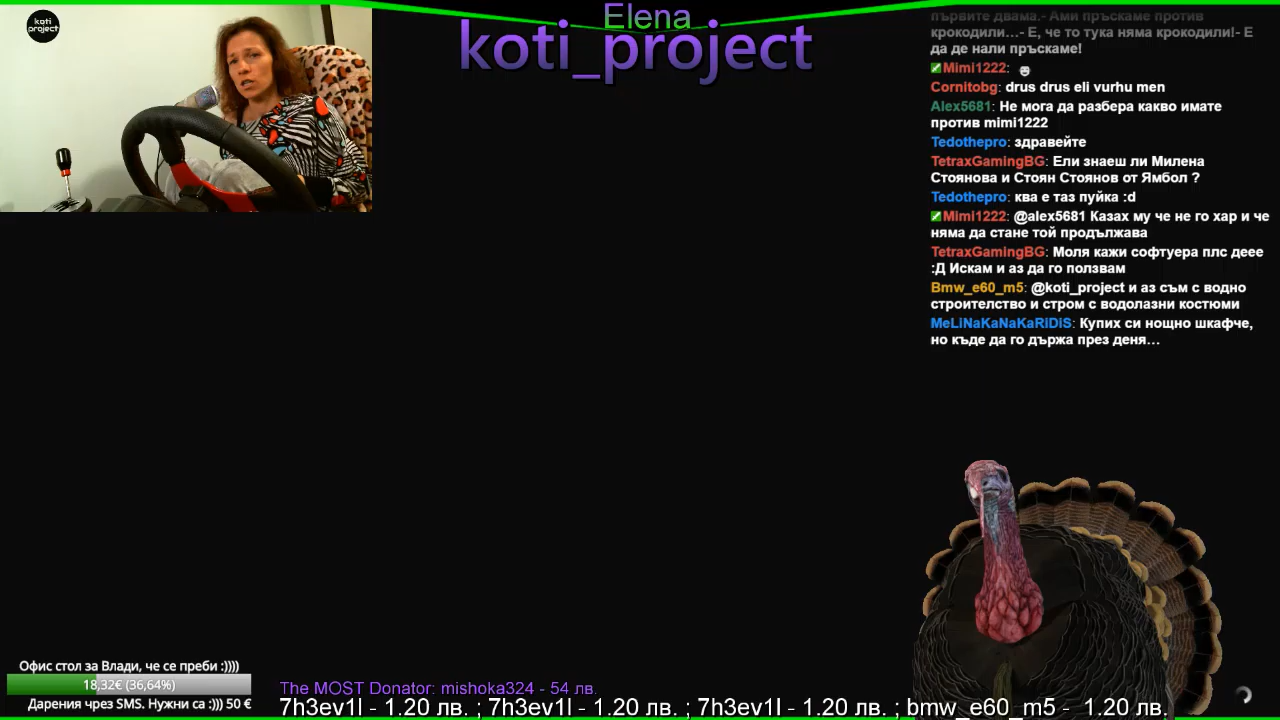 Elena
koti_project
koti
project
първите двама.- Ами пръскаме против
крокодили...- Е, че то тука няма крокодили!- Е
да де нали пръскаме!
Mimi1222:
Cornitobg: drus drus eli vurhu men
Alex5681: Не мога да разбера какво имате
против mimi1222
Tedothepro: здравейте
TetraxGamingBG: Ели знаеш ли Милена
Стоянова и Стоян Стоянов от Ямбол ?
Tedothepro: ква е таз пуйка :d
Mimi1222: @alex5681 Казах му че не го хар и че
няма да стане той продължава
TetraxGamingBG: Моля кажи софтуера плс деее
:Д Искам и аз да го ползвам
Bmw_e60_m5: @koti_project и аз съм с водно
строителство и стром с водолазни костюми
MeLiNaKaNaKaRiDiS: Купих си нощно шкафче,
но къде да го държа през деня...
Офис стол за Влади, че се преби :))))
18,32€ (36,64%)
Дарения чрез SMS. Нужни са :))) 50 €
The MOST Donator: mishoka324 - 54 лв.
7h3ev1l - 1.20 лв. ; 7h3ev1l - 1.20 лв. ; 7h3ev1l - 1.20 лв. ; bmw_e60_m5 - 1.20 лв.